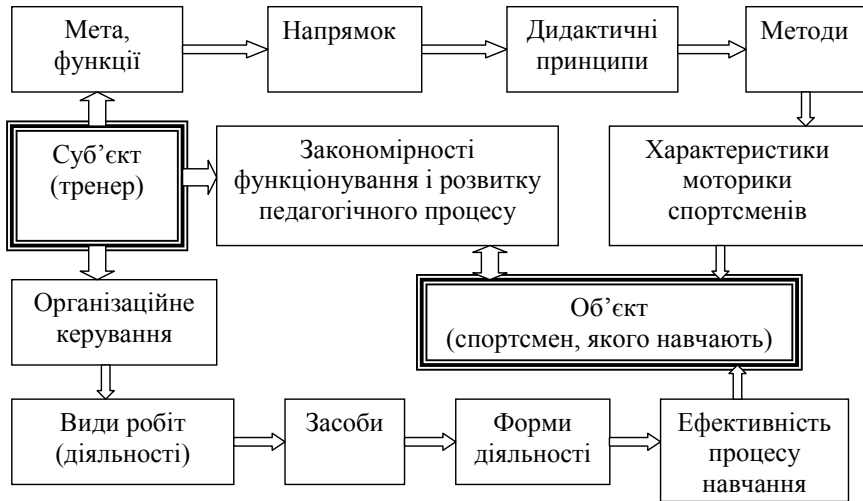 Мета,
функції
Напрямок
Дидактичні
принципи
Методи
Суб’єкт
(тренер)
Закономірності
функціонування і розвитку
педагогічного процесу
Характеристики
моторики
спортсменів
Організаційне
керування
Об’єкт
(спортсмен, якого навчають)
Види робіт
(діяльності)
Засоби
Форми
діяльності
Ефективність
процесу
навчання